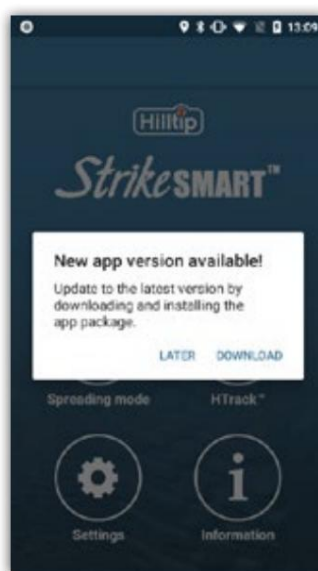 13:09
Hilltip
StrikeSMART™
New app version available!
Update to the latest version by
downloading and installing the
app package.
LATER DOWNLOAD
Spreading mode HTrack™
Settings Information